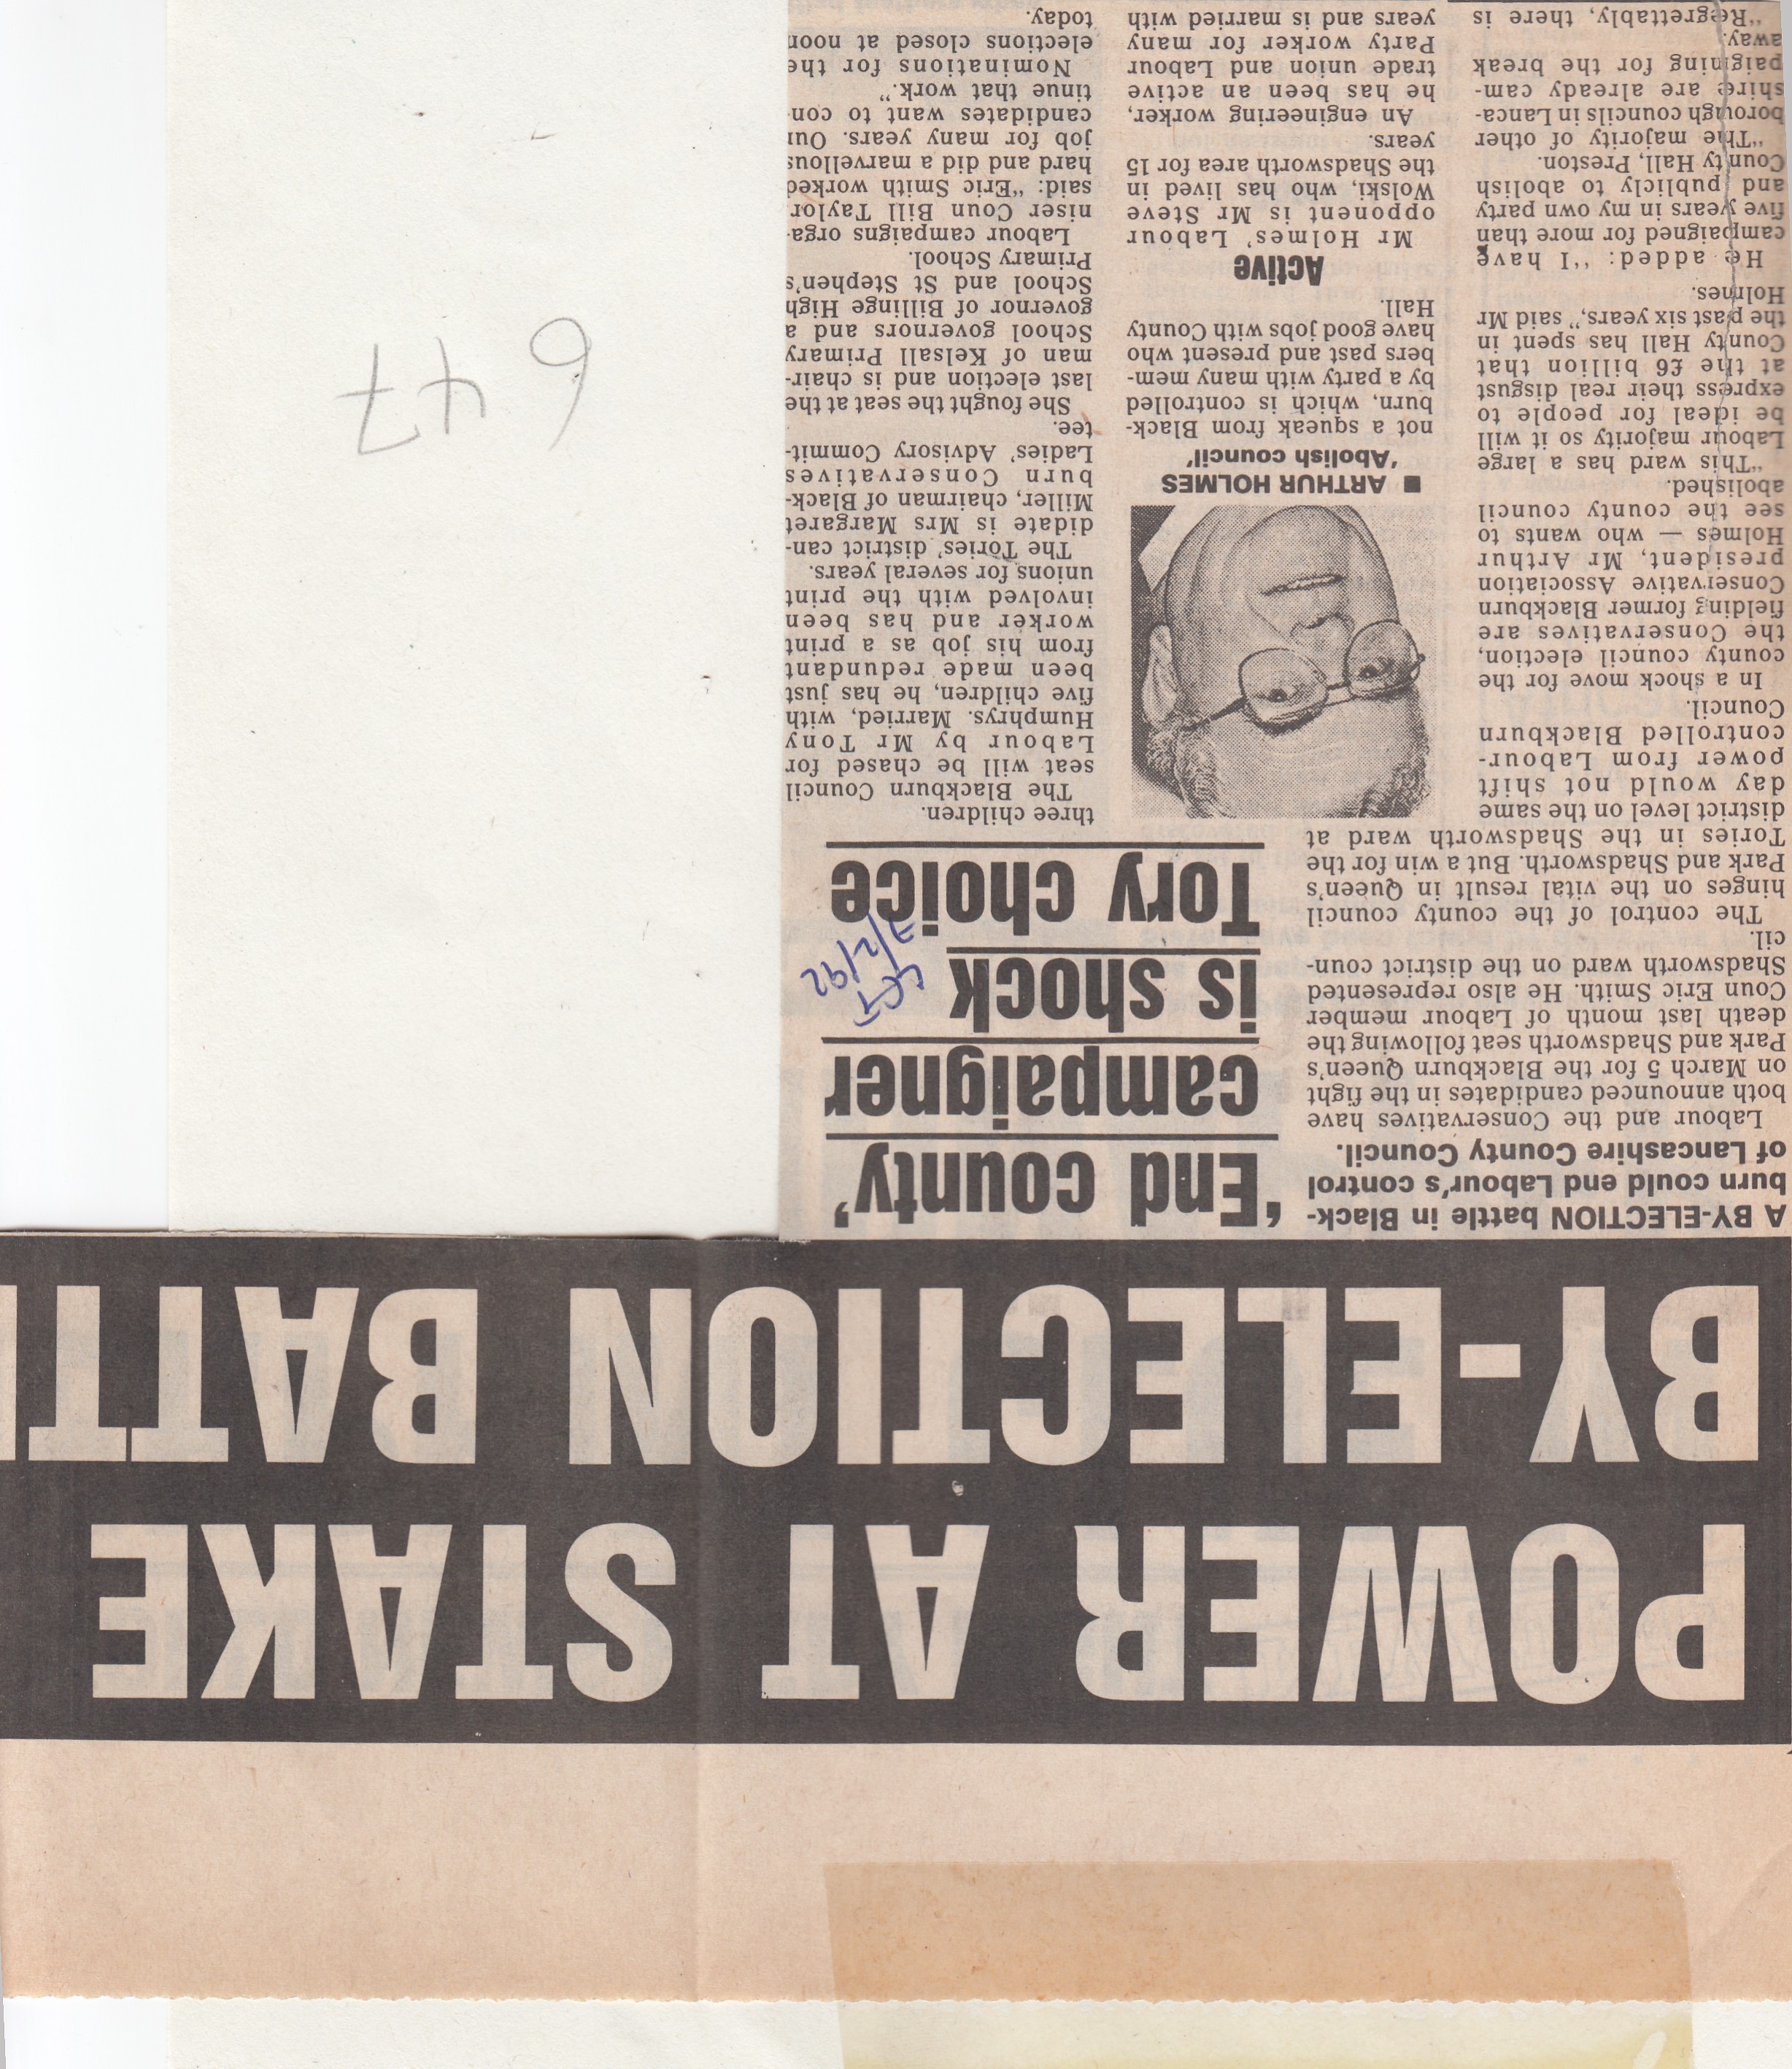 POWER AT STAKE
BY-ELECTION BATT
A BY-ELECTION battle in Black-
burn could end Labour's control
of Lancashire County Council.
Labour and the Conservatives have
both announced candidates in the fight
on March 5 for the Blackburn Queen's
Park and Shadsworth seat following the
death last month of Labour member
Coun Eric Smith. He also represented
Shadsworth ward on the district coun-
cil.
The control of the county council
hinges on the vital result in Queen's
Park and Shadsworth. But a win for the
Tories in the Shadsworth ward at
district level on the same
day would not shift
power from Labour-
controlled Blackburn
Council.
In a shock move for the
county council election,
the Conservatives are
fielding former Blackburn
Conservative Association
president, Mr Arthur
Holmes — who wants to
see the county council
abolished.
"This ward has a large
Labour majority so it will
be ideal for people to
express their real disgust
at the £6 billion that
County Hall has spent in
the past six years," said Mr
Holmes.
He added: "I have
campaigned for more than
five years in my own party
and publicly to abolish
County Hall, Preston.
"The majority of other
borough councils in Lanca-
shire are already cam-
paigning for the break
away.
"Regrettably, there is
'End county'
campaigner
is shock
Tory choice
LET
7/2/92
■ ARTHUR HOLMES
'Abolish council'
not a squeak from Black-
burn, which is controlled
by a party with many mem-
bers past and present who
have good jobs with County
Hall.
Active
Mr Holmes' Labour
opponent is Mr Steve
Wolski, who has lived in
the Shadsworth area for 15
years.
An engineering worker,
he has been an active
trade union and Labour
Party worker for many
years and is married with
three children.
The Blackburn Council
seat will be chased for
Labour by Mr Tony
Humphrys. Married, with
five children, he has just
been made redundant
from his job as a print
worker and has been
involved with the print
unions for several years.
The Tories' district can-
didate is Mrs Margaret
Miller, chairman of Black-
burn Conservatives
Ladies' Advisory Commit-
tee.
She fought the seat at the
last election and is chair-
man of Kelsall Primary
School governors and a
governor of Billinge High
School and St Stephen's
Primary School.
Labour campaigns orga-
niser Coun Bill Taylor
said: "Eric Smith worked
hard and did a marvellous
job for many years. Our
candidates want to con-
tinue that work."
Nominations for the
elections closed at noon
today.
647